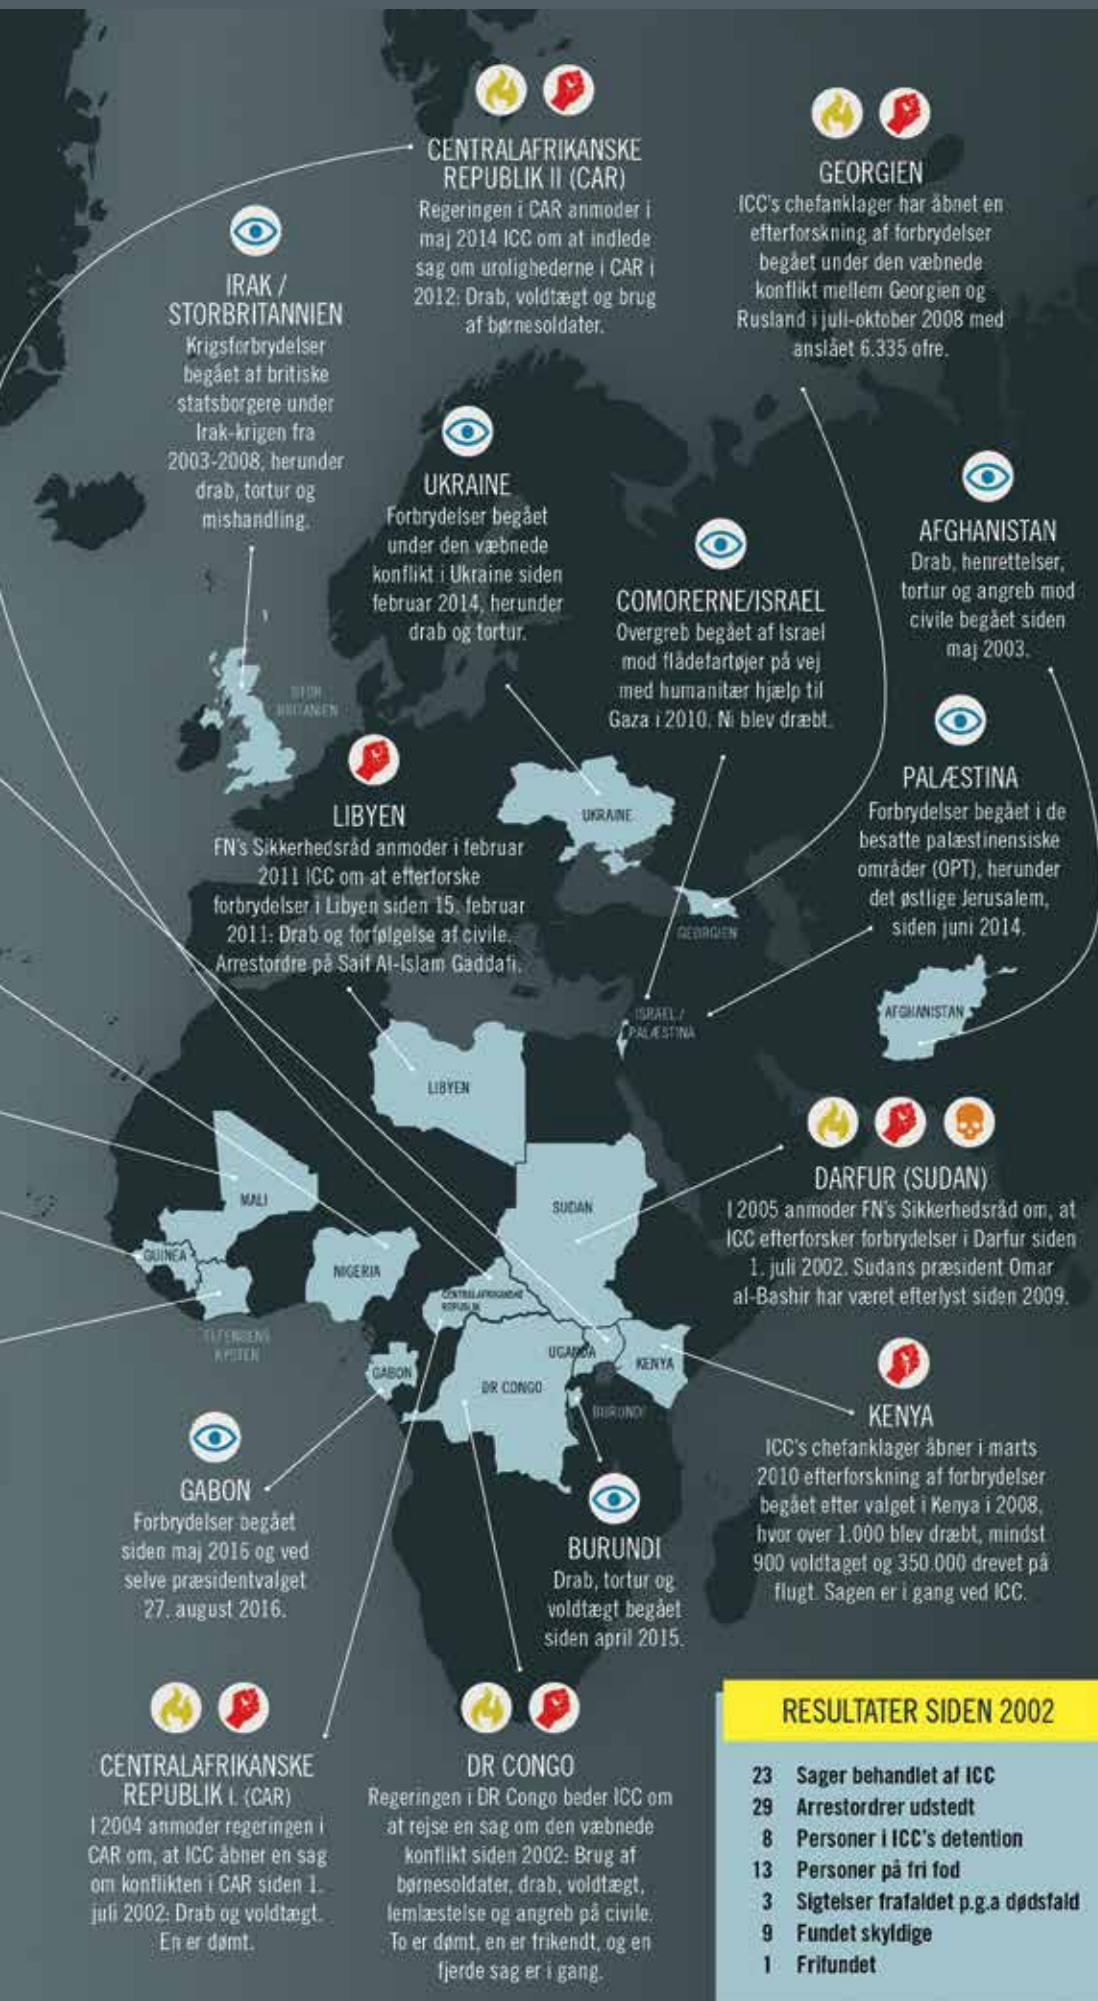 CENTRALAFRIKANSKE
REPUBLIK II (CAR)
Regeringen i CAR anmoder i
maj 2014 ICC om at indlede
sag om urolighederne i CAR i
2012: Drab, voldtægt og brug
af børnesoldater.
GEORGIEN
ICC's chefanklager har åbnet en
efterforskning af forbrydelser
begået under den væbnede
konflikt mellem Georgien og
Rusland i juli-oktober 2008 med
anslået 6.335 ofre.
IRAK /
STORBRITANNIEN
Krigsforbrydelser
begået af britiske
statsborgere under
Irak-krigen fra
2003-2008, herunder
drab, tortur og
mishandling.
UKRAINE
Forbrydelser begået
under den væbnede
konflikt i Ukraine siden
februar 2014, herunder
drab og tortur.
COMORERNE/ISRAEL
Overgreb begået af Israel
mod flådefartøjer på vej
med humanitær hjælp til
Gaza i 2010. Ni blev dræbt.
AFGHANISTAN
Drab, henrettelser,
tortur og angreb mod
civile begået siden
maj 2003.
PALÆSTINA
Forbrydelser begået i de
besatte palæstinensiske
områder (OPT), herunder
det østlige Jerusalem,
siden juni 2014.
STOR
BRITANIEN
LIBYEN
FN's Sikkerhedsråd anmoder i februar
2011 ICC om at efterforske
forbrydelser i Libyen siden 15. februar
2011: Drab og forfølgelse af civile.
Arrestordre på Saif Al-Islam Gaddafi.
UKRAINE
GEORGIEN
ISRAEL /
PALÆSTINA
AFGHANISTAN
LIBYEN
MALI
SUDAN
GUINEA
NIGERIA
CENTRALAFRIKANSKE
REPUBLIK
ELFENBENS
KYSTEN
GABON
UGANDA
KENYA
DR CONGO
BURUNDI
DARFUR (SUDAN)
I 2005 anmoder FN's Sikkerhedsråd om, at
ICC efterforsker forbrydelser i Darfur siden
1. juli 2002. Sudans præsident Omar
al-Bashir har været efterlyst siden 2009.
KENYA
ICC's chefanklager åbner i marts
2010 efterforskning af forbrydelser
begået efter valget i Kenya i 2008,
hvor over 1.000 blev dræbt, mindst
900 voldtaget og 350.000 drevet på
flugt. Sagen er i gang ved ICC.
GABON
Forbrydelser begået
siden maj 2016 og ved
selve præsidentvalget
27. august 2016.
BURUNDI
Drab, tortur og
voldtægt begået
siden april 2015.
CENTRALAFRIKANSKE
REPUBLIK I. (CAR)
I 2004 anmoder regeringen i
CAR om, at ICC åbner en sag
om konflikten i CAR siden 1.
juli 2002: Drab og voldtægt.
En er dømt.
DR CONGO
Regeringen i DR Congo beder ICC om
at rejse en sag om den væbnede
konflikt siden 2002: Brug af
børnesoldater, drab, voldtægt,
lemlæstelse og angreb på civile.
To er dømt, en er frikendt, og en
fjerde sag er i gang.
RESULTATER SIDEN 2002
23 Sager behandlet af ICC
29 Arrestordrer udstedt
8 Personer i ICC's detention
13 Personer på fri fod
3 Sigtelser frafaldet p.g.a dødsfald
9 Fundet skyldige
1 Frifundet